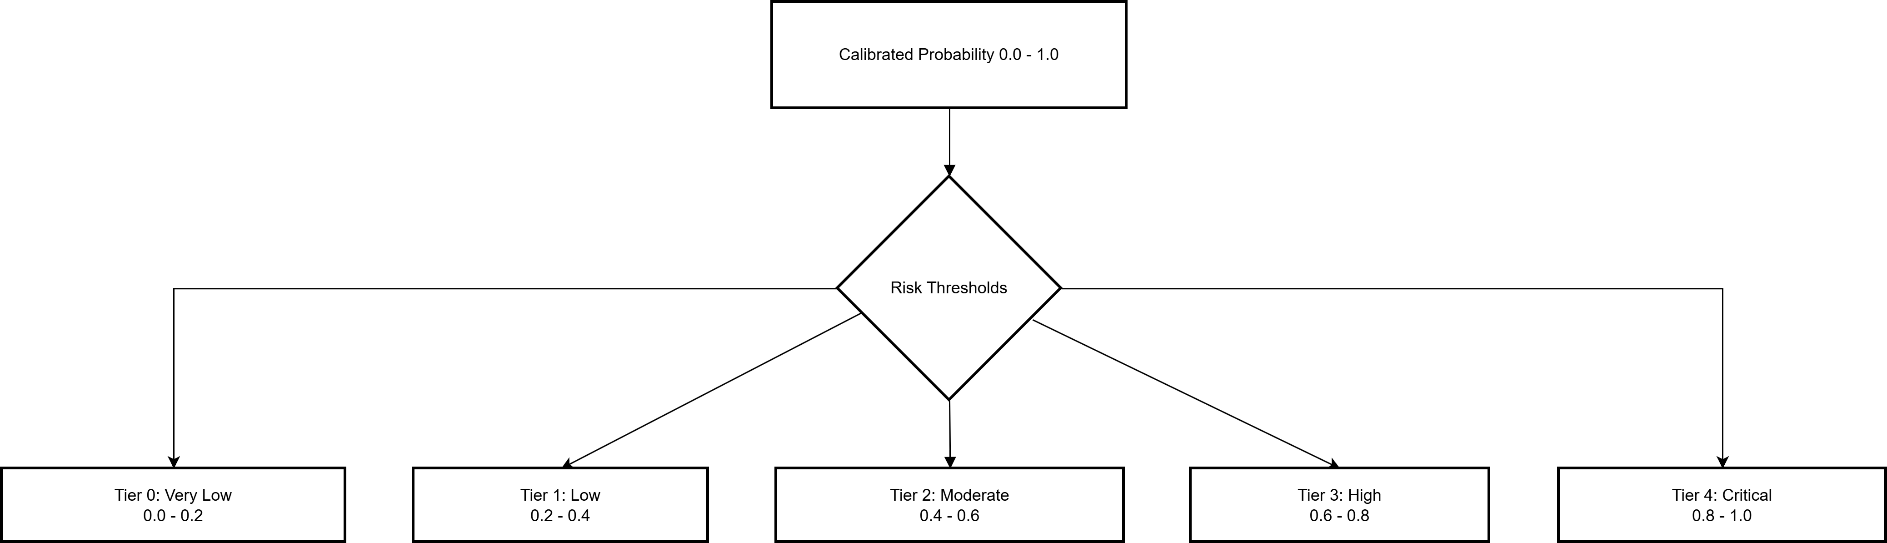 Calibrated Probability 0.0 - 1.0
Risk Thresholds
Tier 0: Very Low
0.0 - 0.2
Tier 1: Low
0.2 - 0.4
Tier 2: Moderate
0.4 - 0.6
Tier 3: High
0.6 - 0.8
Tier 4: Critical
0.8 - 1.0